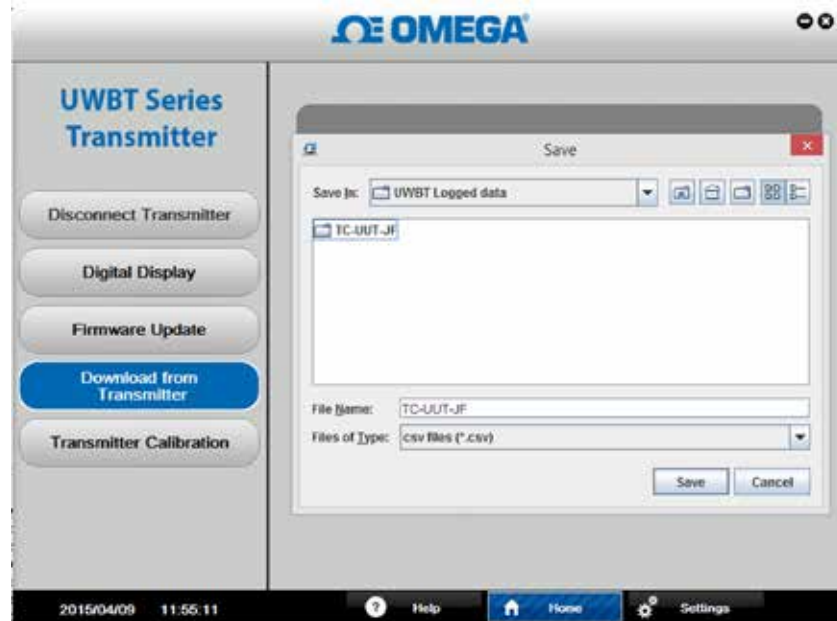 OMEGA
UWBT Series
Transmitter
Disconnect Transmitter
Digital Display
Firmware Update
Download from
Transmitter
Transmitter Calibration
Save
Save In: UWBT Logged data
TC-UUT-JF
File Name: TC-UUT-JF
Files of Type: csv files (*.csv)
Save Cancel
2015/04/09 11:55:11 Help Home Settings